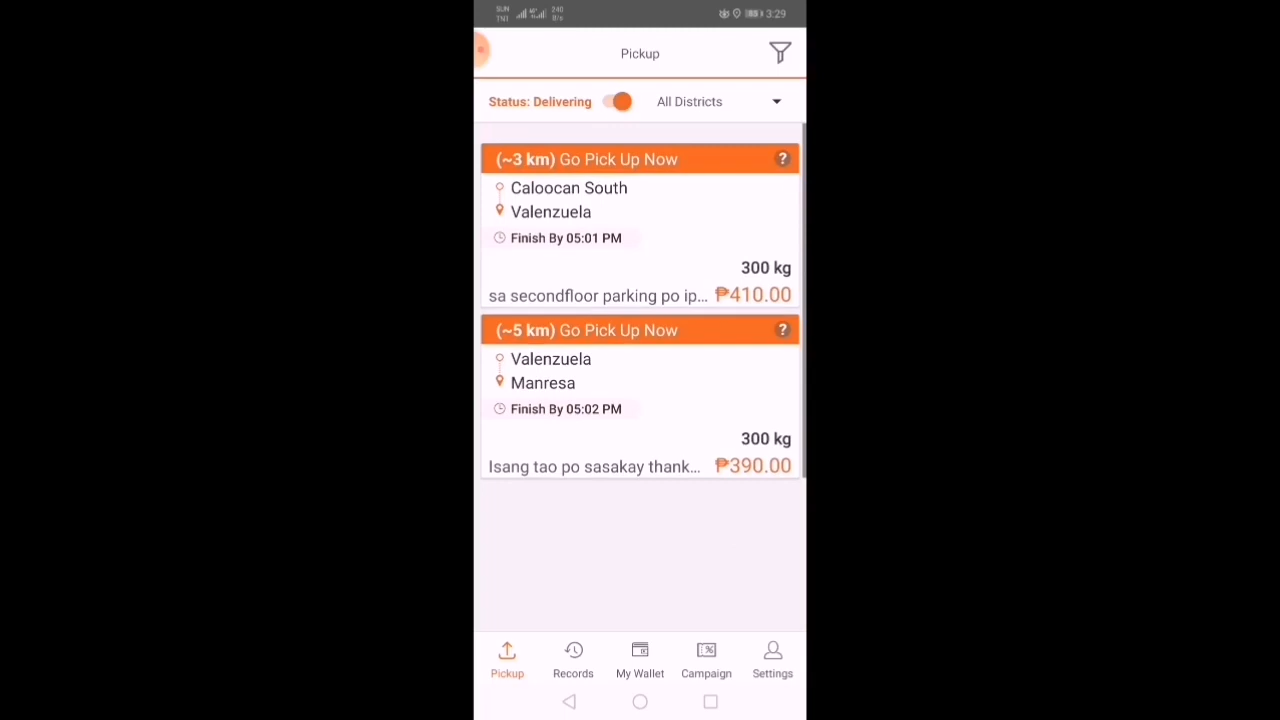 SUN
TNT
240
B/s
3:29
Pickup
Status: Delivering
All Districts
(~3 km) Go Pick Up Now
?
Caloocan South
Valenzuela
Finish By 05:01 PM
300 kg
sa secondfloor parking po ip... ₱410.00
(~5 km) Go Pick Up Now
?
Valenzuela
Manresa
Finish By 05:02 PM
300 kg
Isang tao po sasakay thank... ₱390.00
Pickup
Records
My Wallet
Campaign
Settings